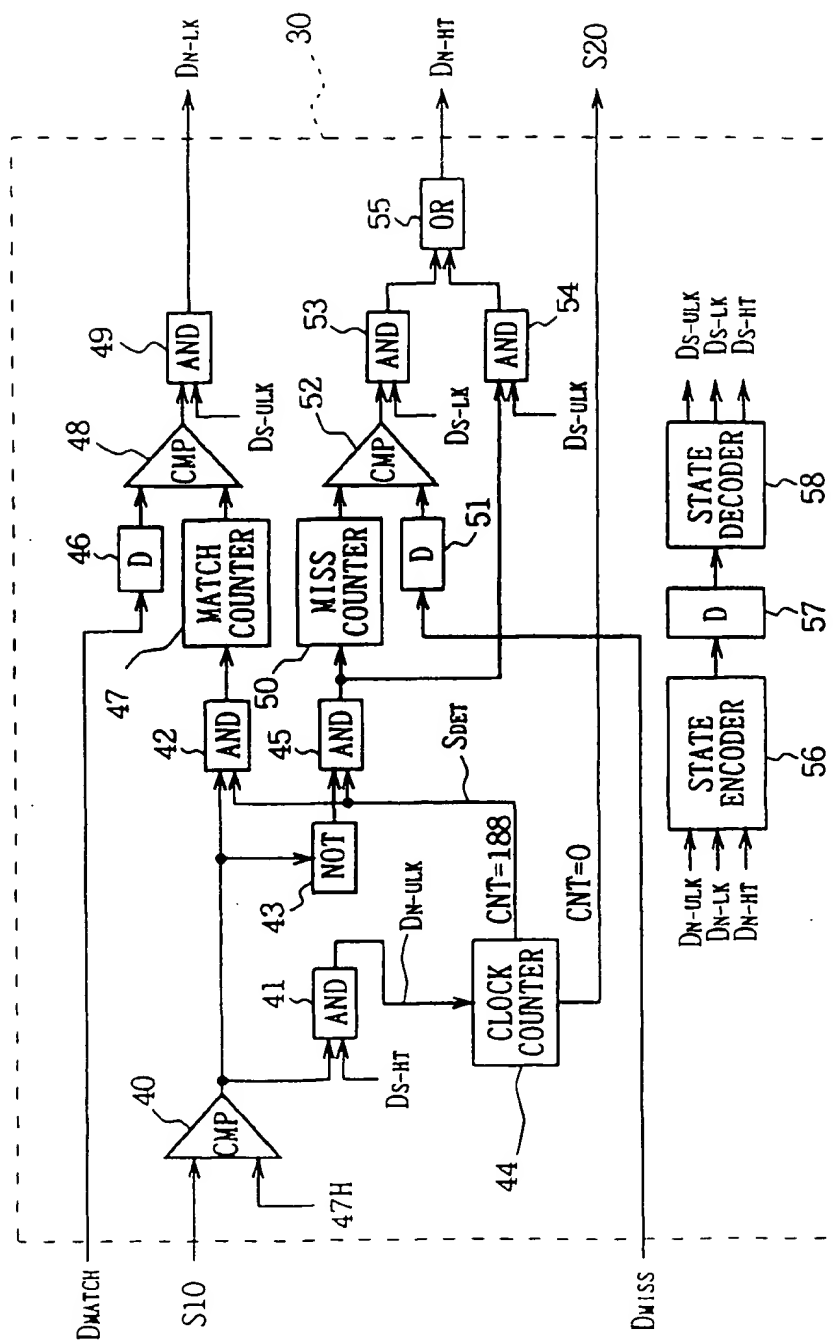 30
DN-LK
DN-HT
S20
DMATCH
S10
47H
DMISS
40
CMP
41
AND
DS-HT
DN-ULK
44
CLOCK
COUNTER
CNT=188
CNT=0
SDET
43
NOT
42
AND
45
AND
46
D
47
MATCH
COUNTER
48
CMP
49
AND
DS-ULK
50
MISS
COUNTER
51
D
52
CMP
53
AND
DS-LK
54
AND
DS-ULK
55
OR
DN-ULK
DN-LK
DN-HT
STATE
ENCODER
56
D
57
STATE
DECODER
58
DS-ULK
DS-LK
DS-HT